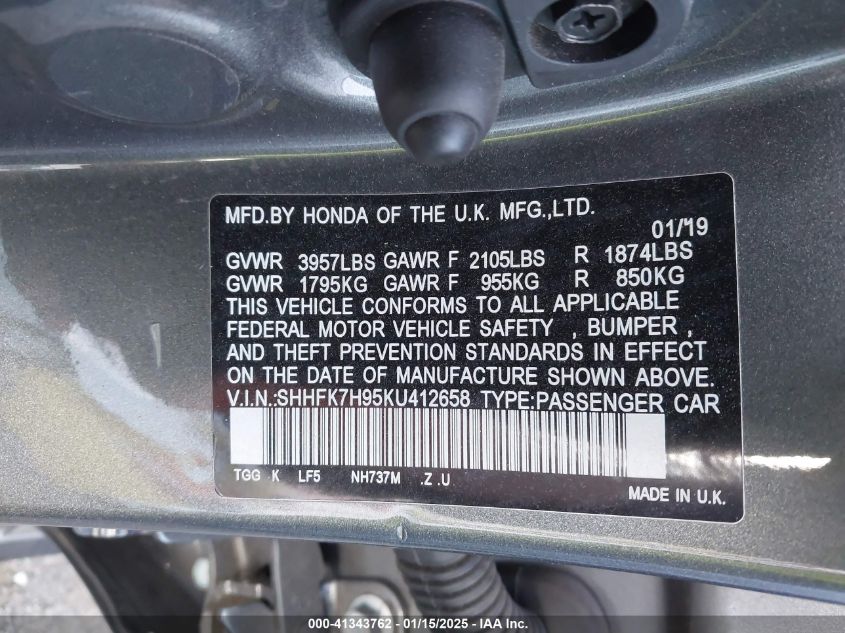 MFD.BY HONDA OF THE U.K. MFG.,LTD.
01/19
GVWR 3957LBS GAWR F 2105LBS R 1874LBS
GVWR 1795KG GAWR F 955KG R 850KG
THIS VEHICLE CONFORMS TO ALL APPLICABLE
FEDERAL MOTOR VEHICLE SAFETY , BUMPER ,
AND THEFT PREVENTION STANDARDS IN EFFECT
ON THE DATE OF MANUFACTURE SHOWN ABOVE.
V.I.N.:SHHFK7H95KU412658 TYPE:PASSENGER CAR
TGG K LF5 NH737M .Z .U
MADE IN U.K.
000-41343762 - 01/15/2025 - IAA Inc.